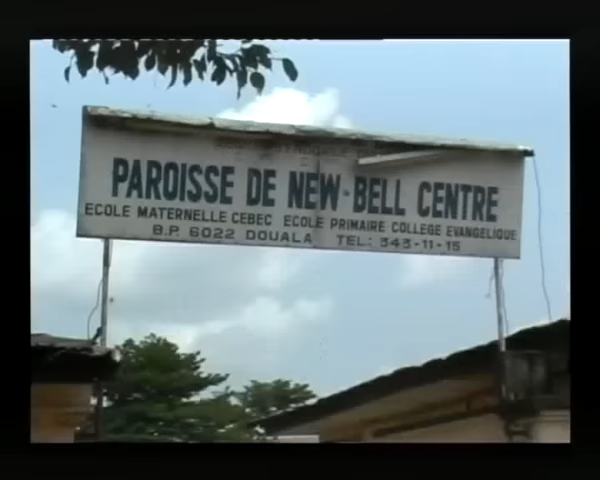 PAROISSE DE NEW-BELL CENTRE
ECOLE MATERNELLE CEBEC ECOLE PRIMAIRE COLLEGE EVANGELIQUE
B.P. 6022 DOUALA TEL: 343-11-15